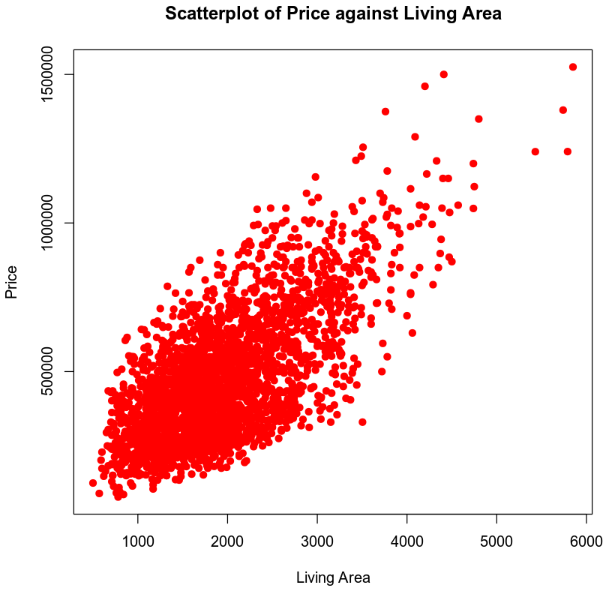 Scatterplot of Price against Living Area
1500000
1000000
500000
Price
1000 2000 3000 4000 5000 6000
Living Area